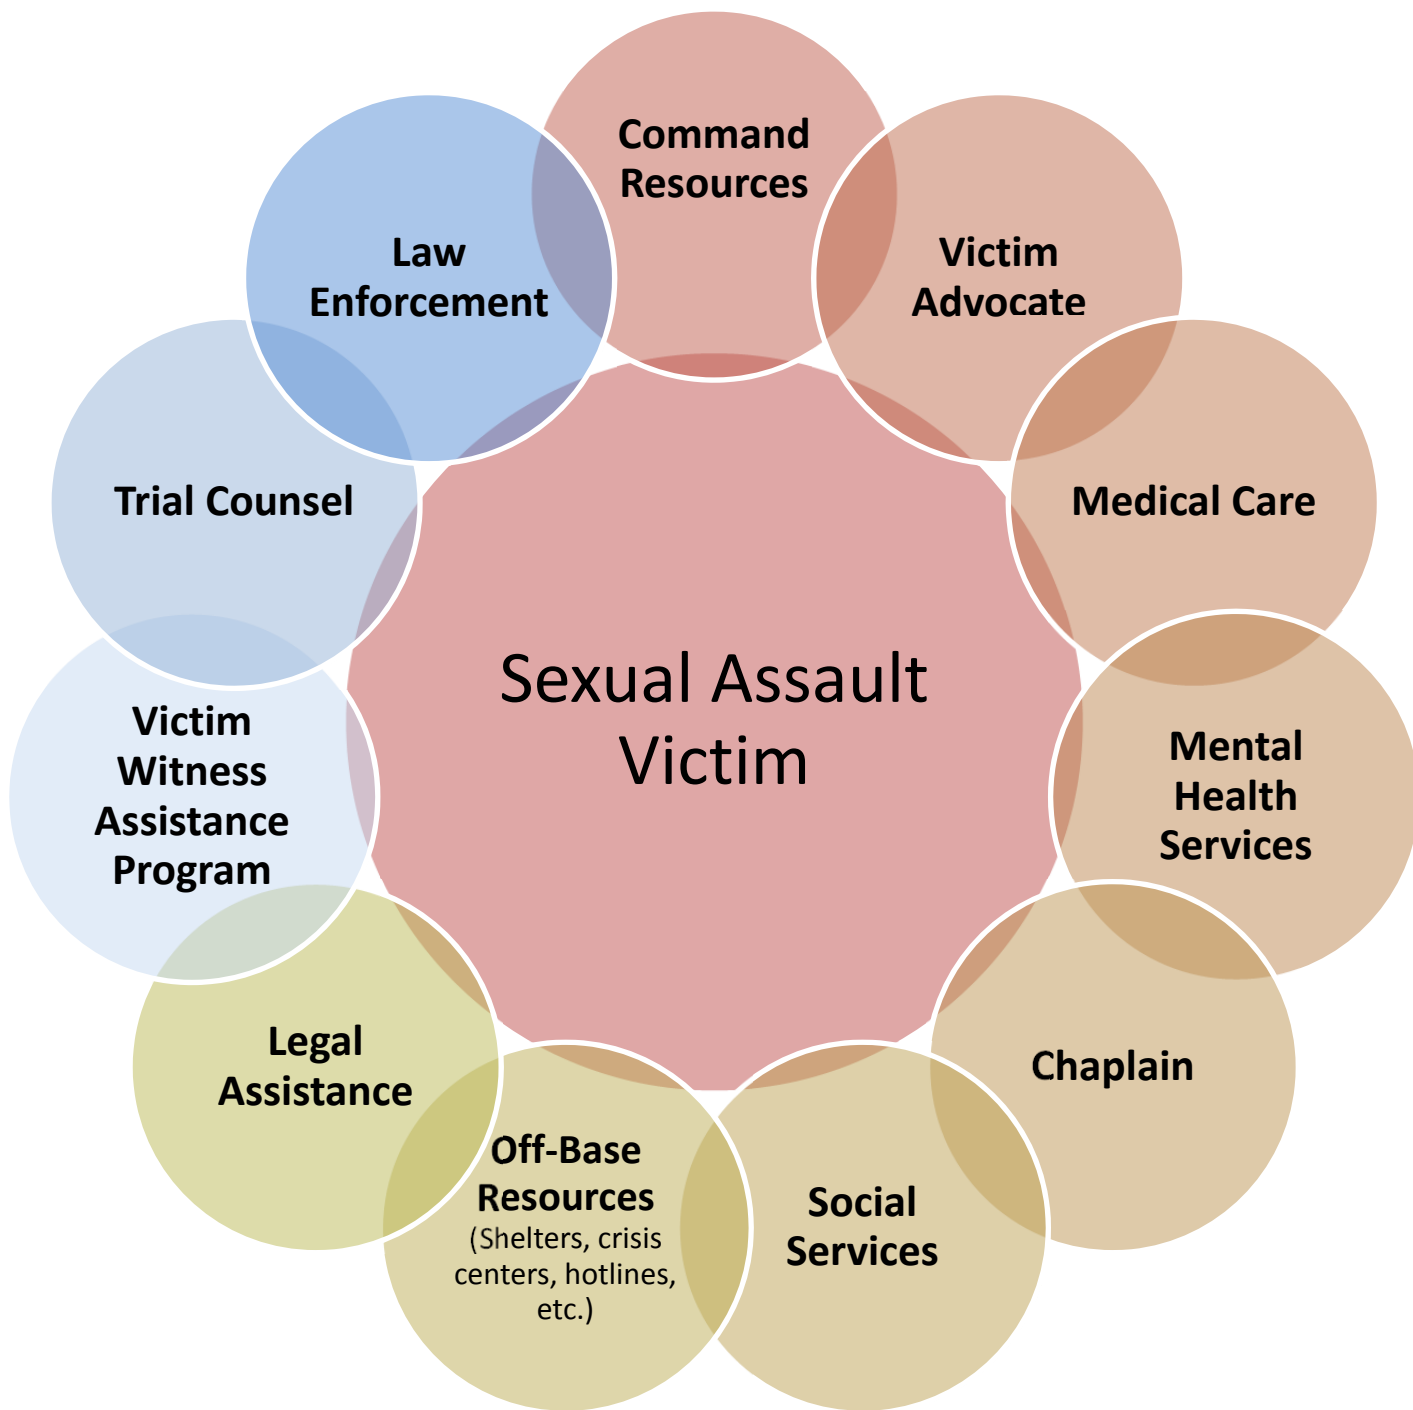 Command
Resources
Victim
Advocate
Medical Care
Mental
Health
Services
Chaplain
Social
Services
Off-Base
Resources
(Shelters, crisis
centers, hotlines,
etc.)
Legal
Assistance
Victim
Witness
Assistance
Program
Trial Counsel
Law
Enforcement
Sexual Assault
Victim